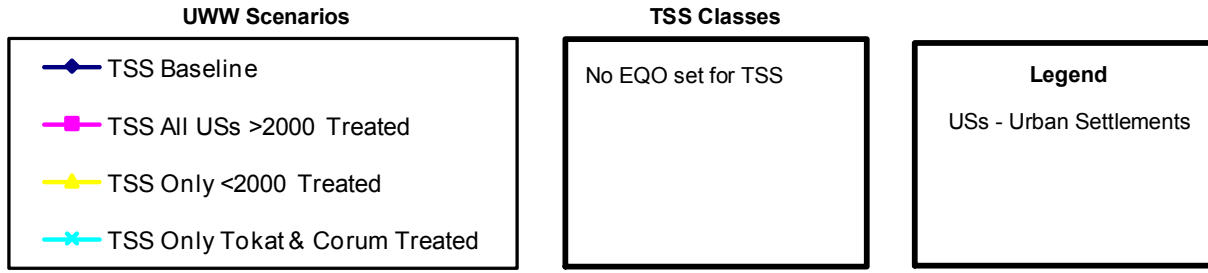 UWW Scenarios
TSS Baseline
TSS All USs >2000 Treated
TSS Only <2000 Treated
TSS Only Tokat & Corum Treated
TSS Classes
No EQO set for TSS
Legend
USs - Urban Settlements